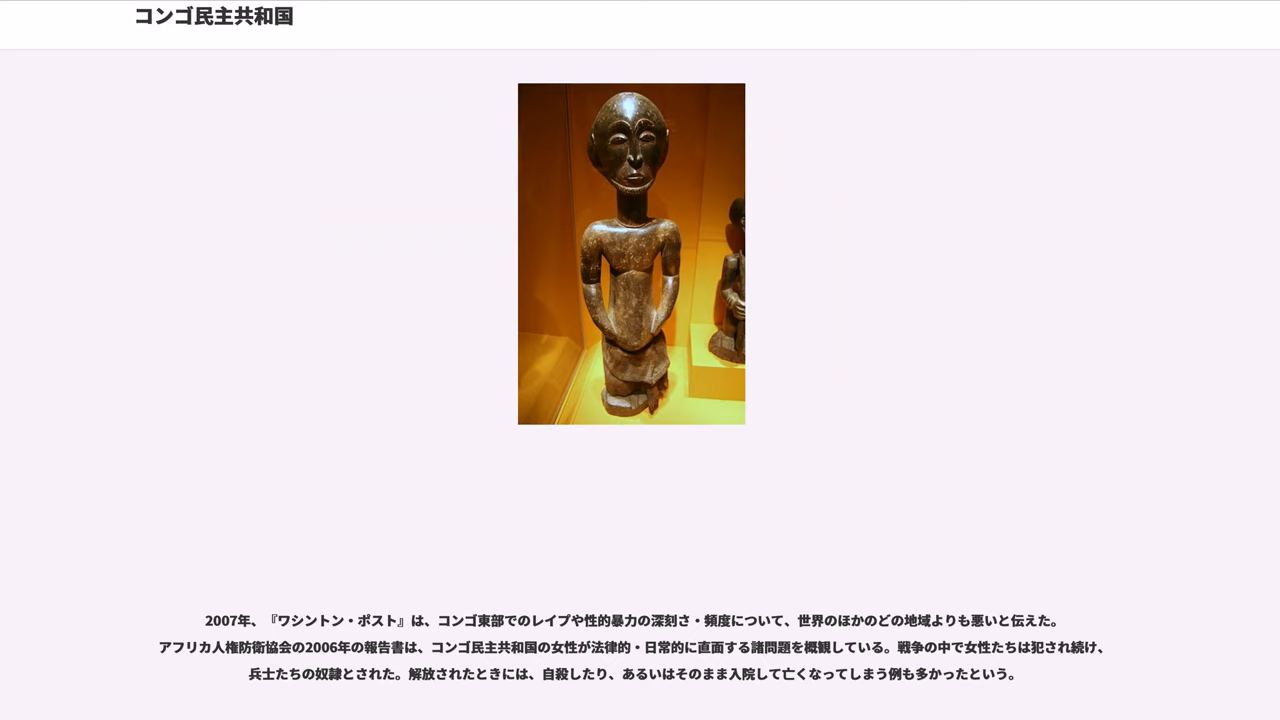 コンゴ民主共和国
2007年、『ワシントン・ポスト』は、コンゴ東部でのレイプや性的暴力の深刻さ・頻度について、世界のほかのどの地域よりも悪いと伝えた。
アフリカ人権防衛協会の2006年の報告書は、コンゴ民主共和国の女性が法律的・日常的に直面する諸問題を概観している。戦争の中で女性たちは犯され続け、
兵士たちの奴隷とされた。解放されたときには、自殺したり、あるいはそのまま入院して亡くなってしまう例も多かったという。